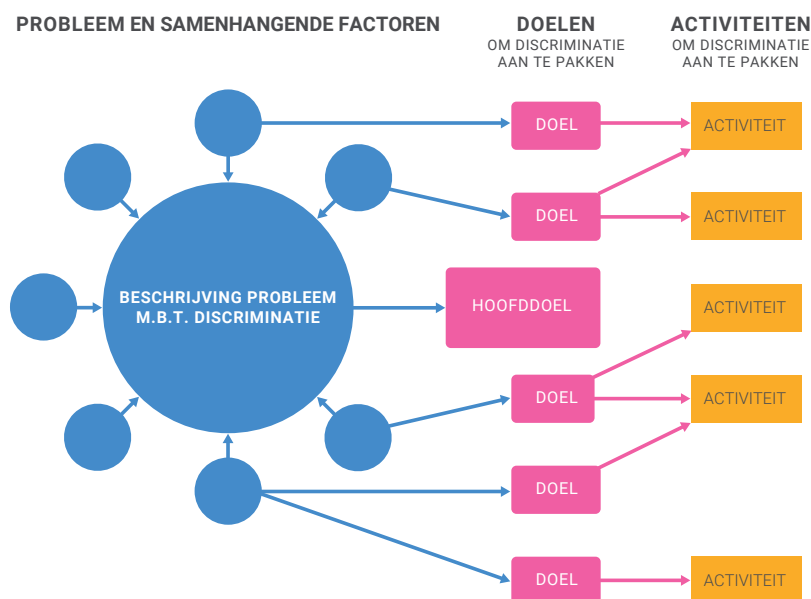 PROBLEEM EN SAMENHANGENDE FACTOREN
DOELEN
OM DISCRIMINATIE
AAN TE PAKKEN
ACTIVITEITEN
OM DISCRIMINATIE
AAN TE PAKKEN
DOEL
ACTIVITEIT
DOEL
ACTIVITEIT
BESCHRIJVING PROBLEEM
M.B.T. DISCRIMINATIE
HOOFDDOEL
ACTIVITEIT
DOEL
ACTIVITEIT
DOEL
DOEL
ACTIVITEIT